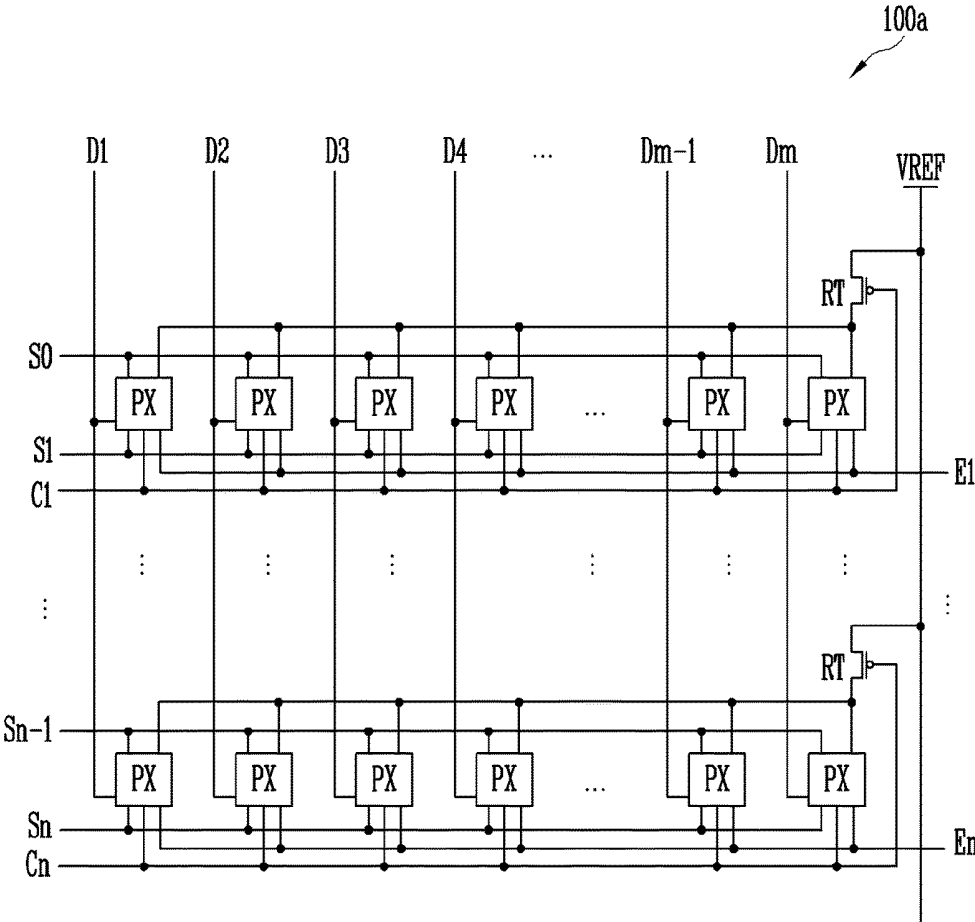 100a
D1 D2 D3 D4 ... Dm-1 Dm
VREF
RT
S0
PX PX PX PX ... PX PX
S1
E1
C1
RT
Sn-1
PX PX PX PX ... PX PX
Sn
En
Cn